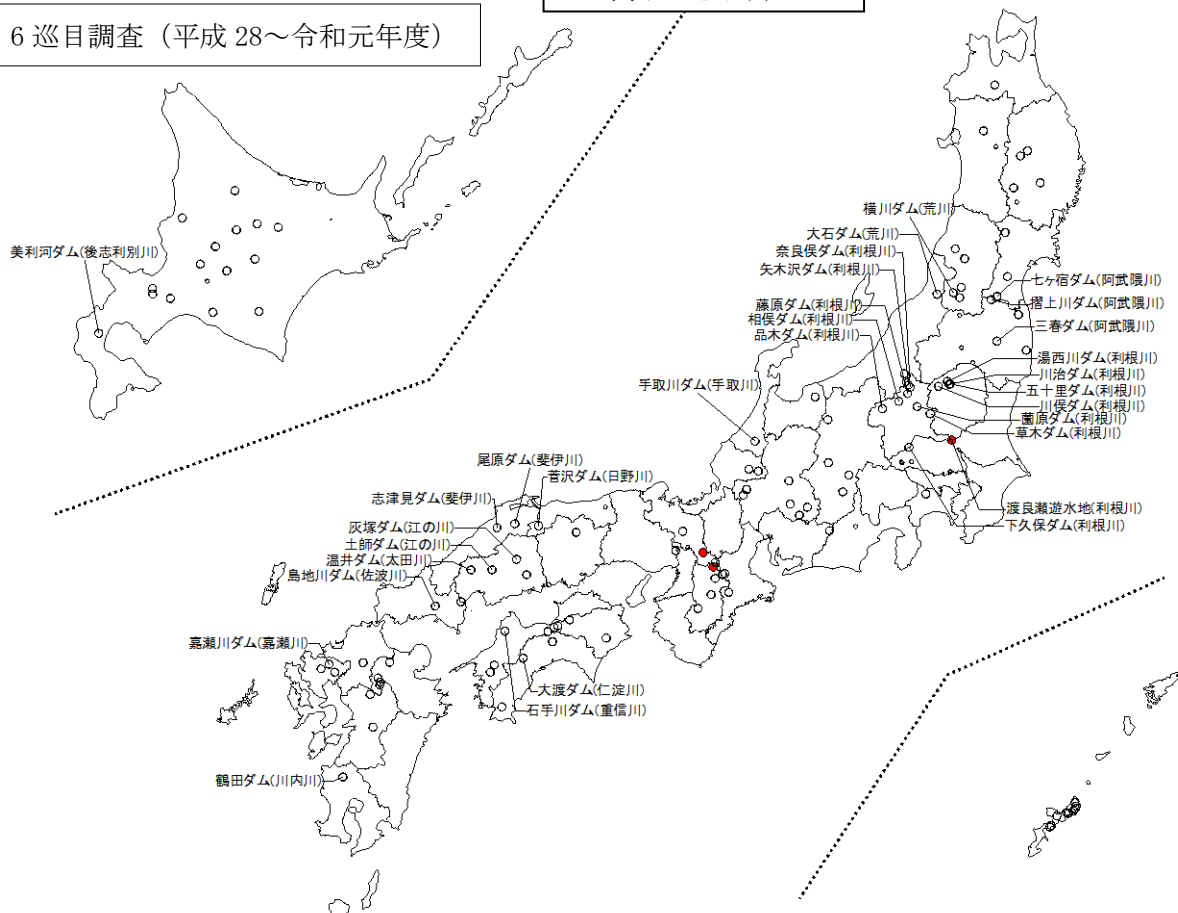 6 巡目調査（平成 28～令和元年度）
美利河ダム(後志利別川)
横川ダム(荒川)
大石ダム(荒川)
奈良俣ダム(利根川)
矢木沢ダム(利根川)
藤原ダム(利根川)
相俣ダム(利根川)
品木ダム(利根川)
七ヶ宿ダム(阿武隈川)
摺上川ダム(阿武隈川)
三春ダム(阿武隈川)
湯西川ダム(利根川)
川治ダム(利根川)
五十里ダム(利根川)
川俣ダム(利根川)
薗原ダム(利根川)
草木ダム(利根川)
手取川ダム(手取川)
渡良瀬遊水地(利根川)
下久保ダム(利根川)
尾原ダム(斐伊川)
菅沢ダム(日野川)
志津見ダム(斐伊川)
灰塚ダム(江の川)
土師ダム(江の川)
温井ダム(太田川)
島地川ダム(佐波川)
嘉瀬川ダム(嘉瀬川)
大渡ダム(仁淀川)
石手川ダム(重信川)
鶴田ダム(川内川)